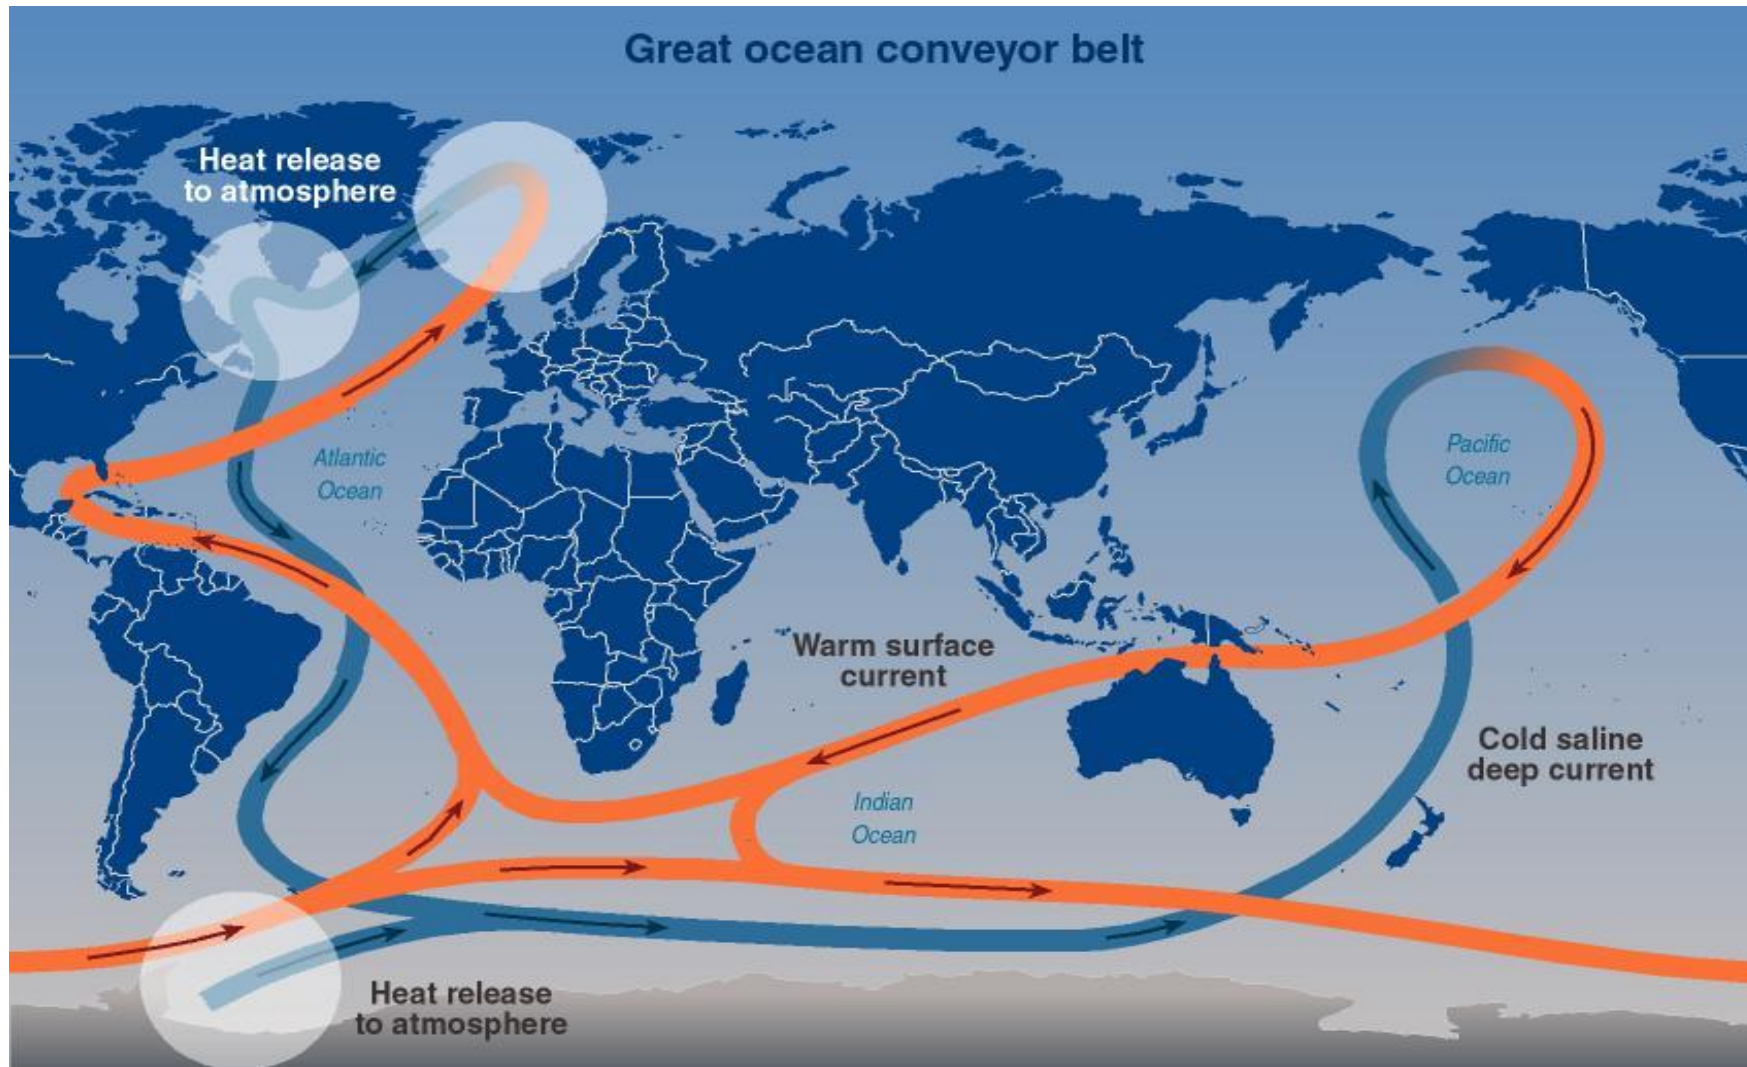 Great ocean conveyor belt
Heat release
to atmosphere
Atlantic
Ocean
Pacific
Ocean
Warm surface
current
Cold saline
deep current
Indian
Ocean
Heat release
to atmosphere